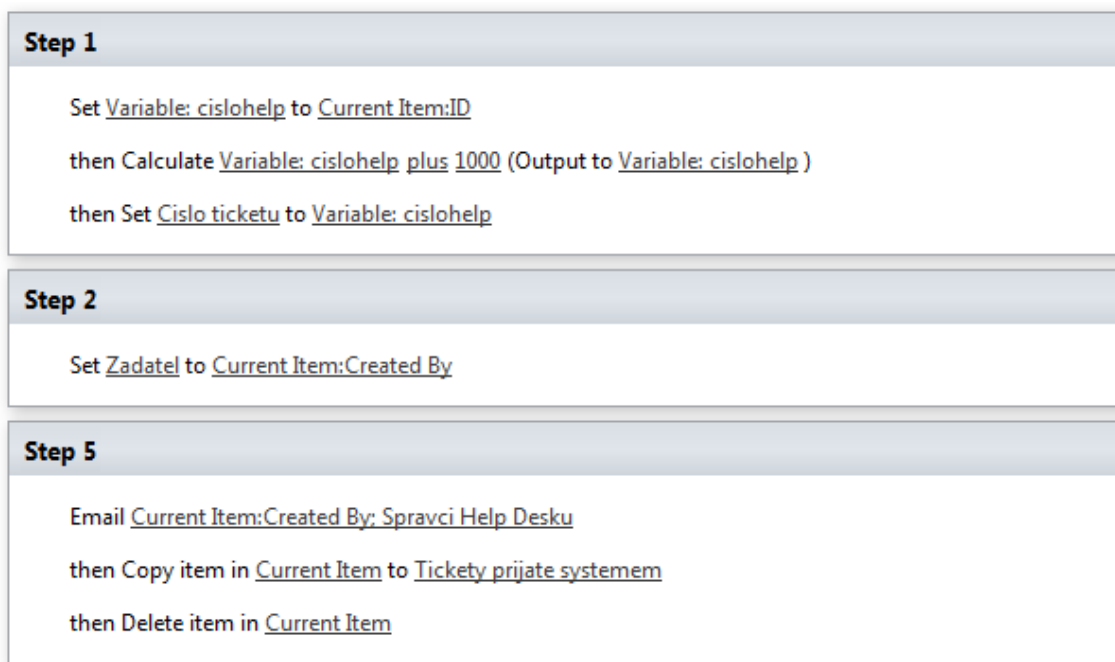 Step 1
Set Variable: cislohelp to Current Item:ID
then Calculate Variable: cislohelp plus 1000 (Output to Variable: cislohelp )
then Set Cislo ticketu to Variable: cislohelp
Step 2
Set Zadatel to Current Item:Created By
Step 5
Email Current Item:Created By; Spravci Help Desku
then Copy item in Current Item to Tickety prijate systemem
then Delete item in Current Item